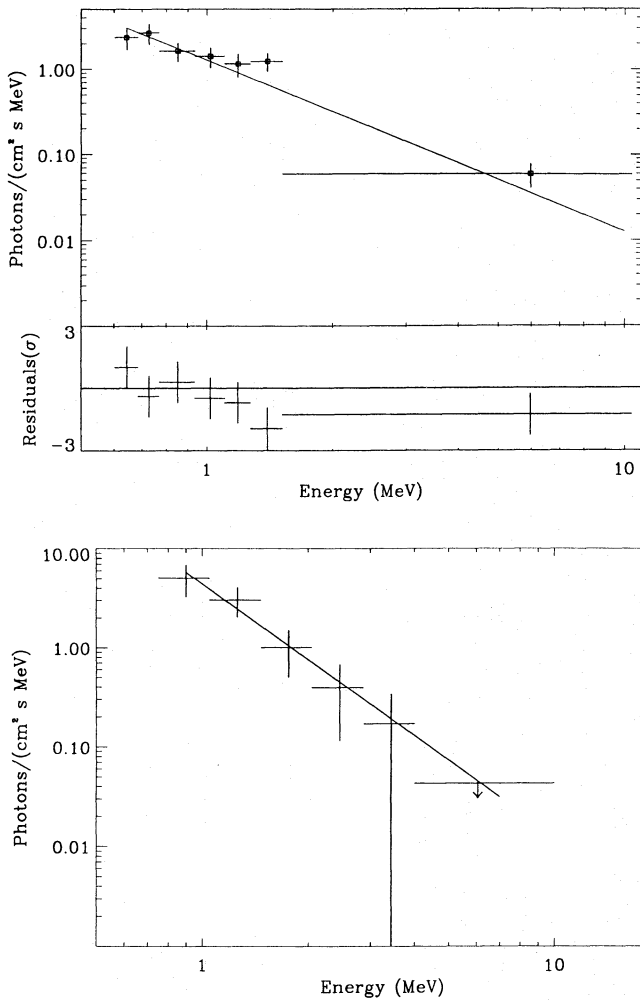 Photons/(cm² s MeV)
1.00
0.10
0.01
Residuals(σ)
3
−3
1
10
Energy (MeV)
Photons/(cm² s MeV)
10.00
1.00
0.10
0.01
1
10
Energy (MeV)